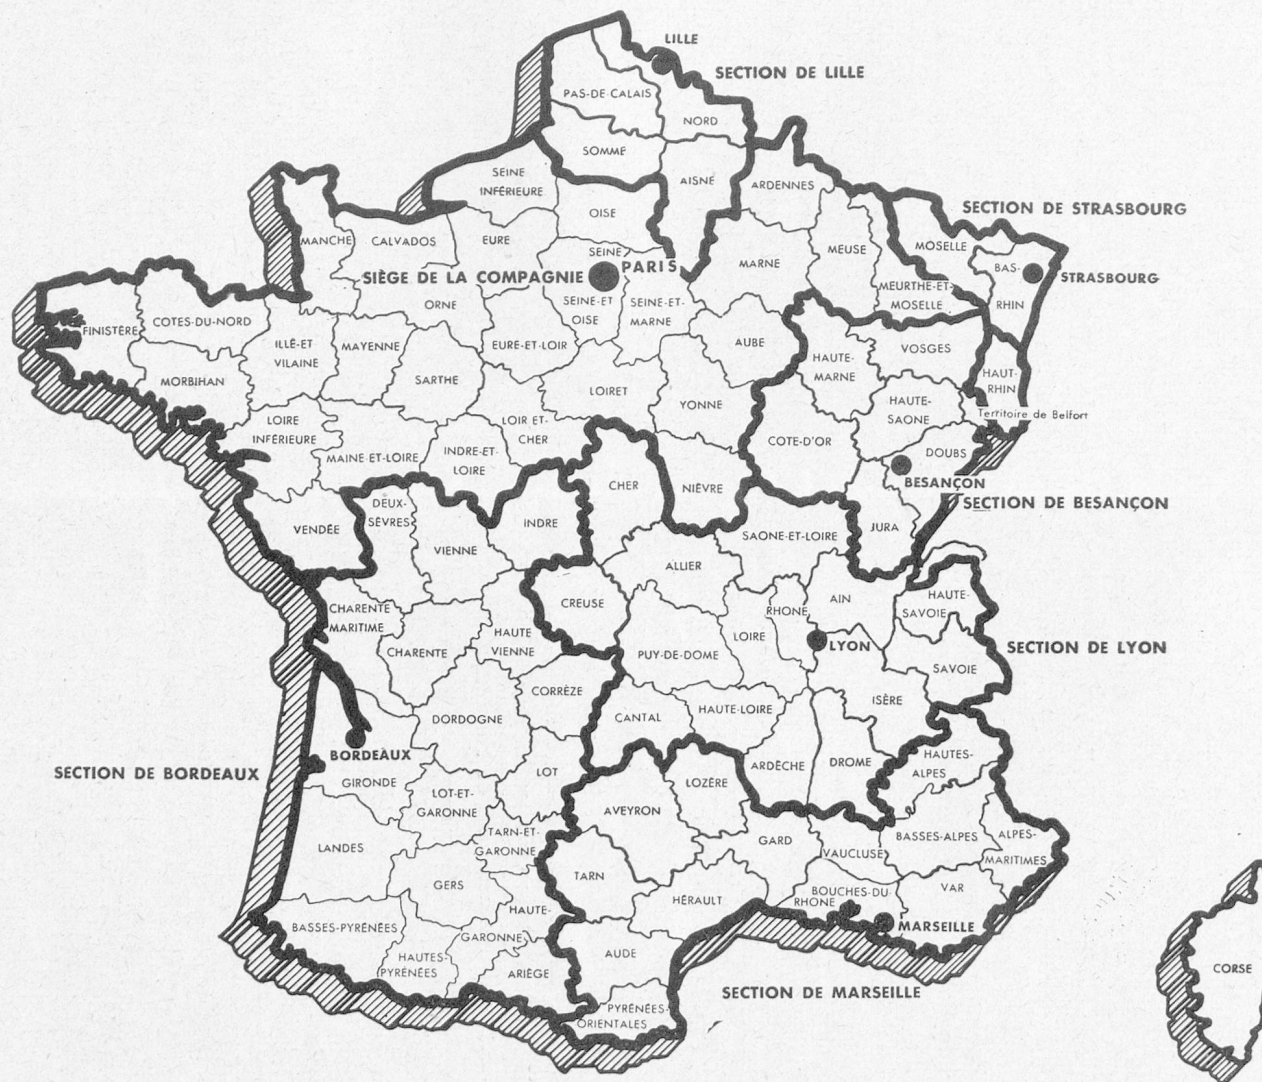 LILLE
SECTION DE LILLE
PAS-DE-CALAIS
NORD
SOMME
SEINE
INFÉRIEURE
AISNE
ARDENNES
OISE
SECTION DE STRASBOURG
MANCHE
CALVADOS
EURE
SEINE
MEUSE
MOSELLE
PARIS
MARNE
BAS-
RHIN
STRASBOURG
SIÈGE DE LA COMPAGNIE
MEURTHE-ET-
MOSELLE
ORNE
SEINE-ET
OISE
SEINE-ET-
MARNE
FINISTÈRE
COTES-DU-NORD
ILLE-ET
VILAINE
MAYENNE
EURE-ET-LOIR
AUBE
VOSGES
HAUTE-
MARNE
MORBIHAN
SARTHE
LOIRET
HAUT-
RHIN
HAUTE-
SAONE
YONNE
Territoire de Belfort
LOIRE
INFÉRIEURE
LOIR ET-
CHER
COTE-D'OR
MAINE-ET-LOIRE
INDRE-ET-
LOIRE
DOUBS
BESANÇON
CHER
NIÈVRE
SECTION DE BESANÇON
DEUX-
SÈVRES
VENDÉE
INDRE
JURA
VIENNE
SAONE-ET-LOIRE
ALLIER
CHARENTE
MARITIME
CREUSE
RHONE
AIN
HAUTE-
SAVOIE
HAUTE
VIENNE
LOIRE
LYON
SECTION DE LYON
CHARENTE
PUY-DE-DOME
SAVOIE
CORRÈZE
ISÈRE
CANTAL
HAUTE-LOIRE
DORDOGNE
BORDEAUX
SECTION DE BORDEAUX
GIRONDE
LOT
ARDÈCHE
DROME
HAUTES-
ALPES
LOT-ET-
GARONNE
LOZÈRE
AVEYRON
TARN-ET-
GARONNE
LANDES
GARD
VAUCLUSE
BASSES-ALPES
ALPES-
MARITIMES
GERS
TARN
HÉRAULT
BOUCHES-DU-
RHONE
VAR
HAUTE-
GARONNE
BASSES-PYRÉNÉES
MARSEILLE
HAUTES-
PYRÉNÉES
ARIÈGE
AUDE
CORSE
SECTION DE MARSEILLE
PYRÉNÉES-
ORIENTALES